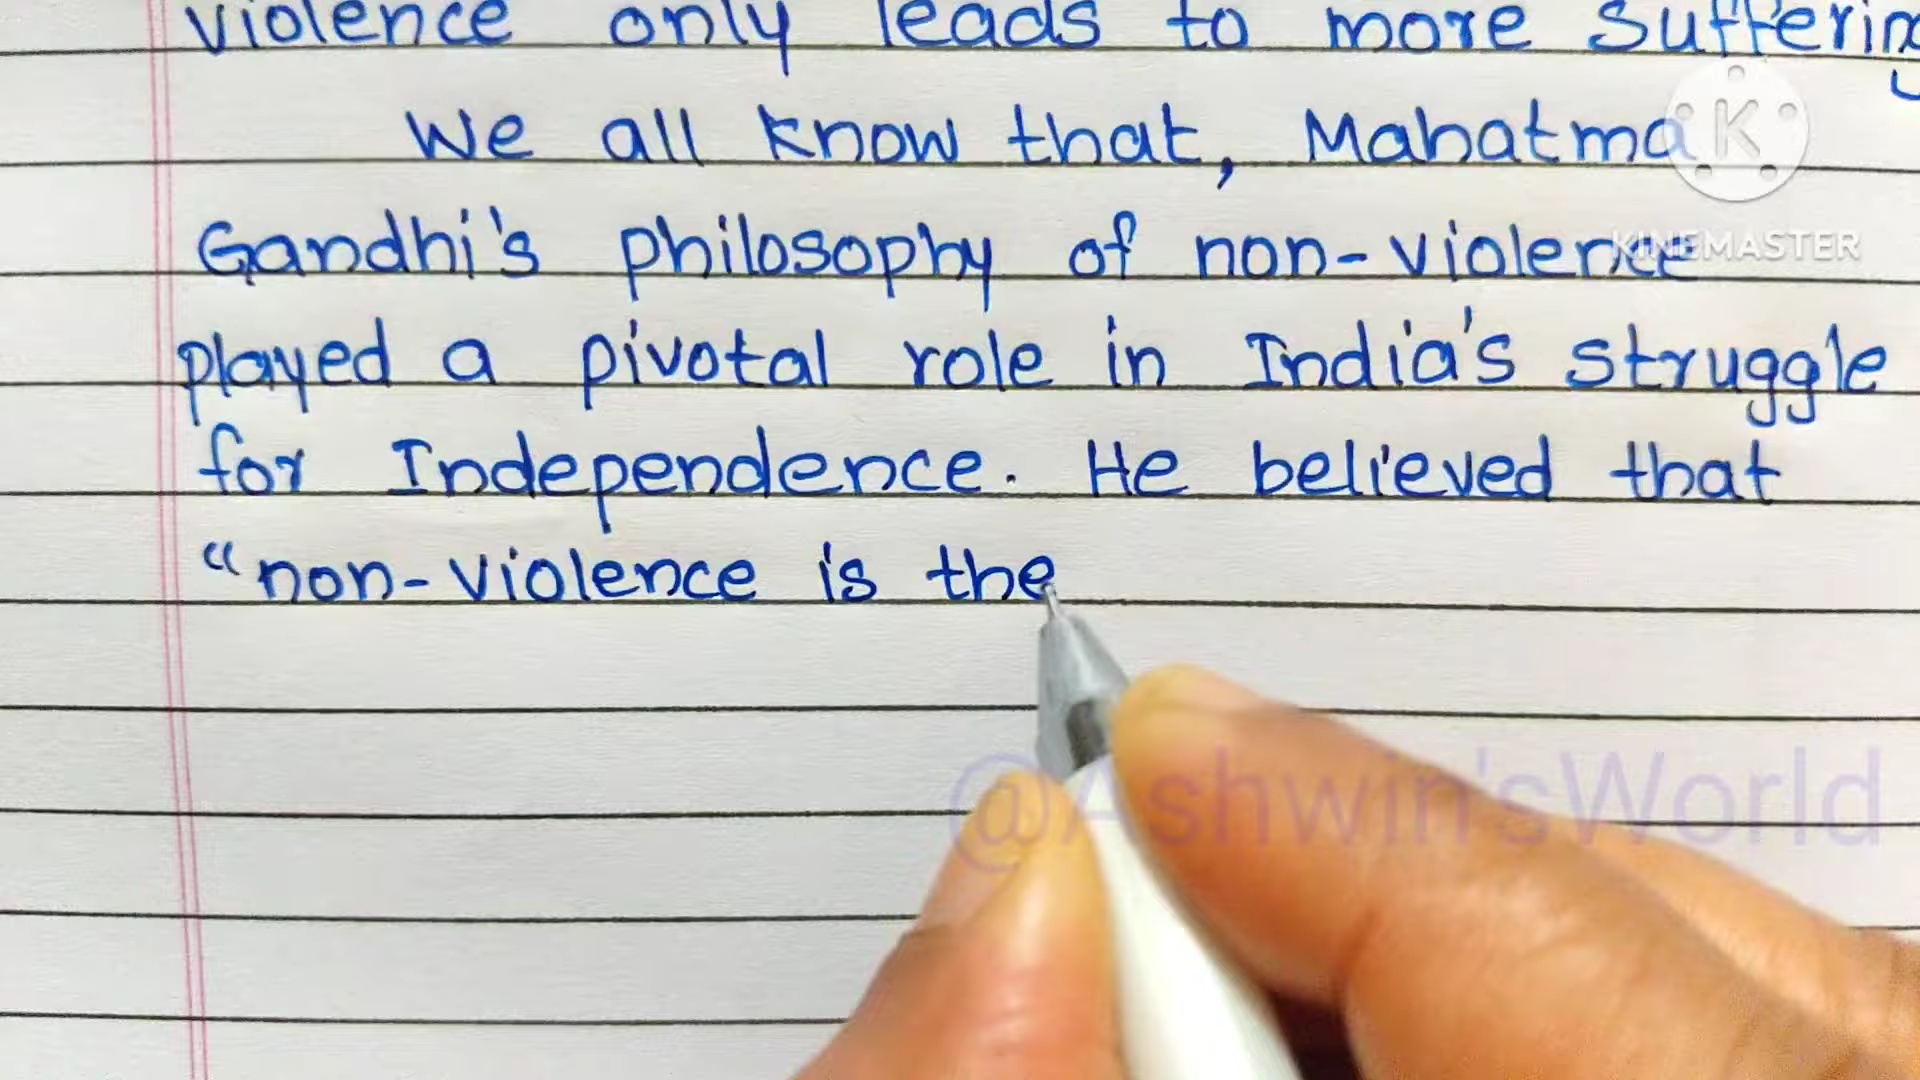 violence only leads to more suffering
We all know that, Mahatma
Gandhi's philosophy of non-violence
played a pivotal role in India's struggle
for Independence. He believed that
"non-violence is the
K
KINEMASTER
@Ashwin'sWorld